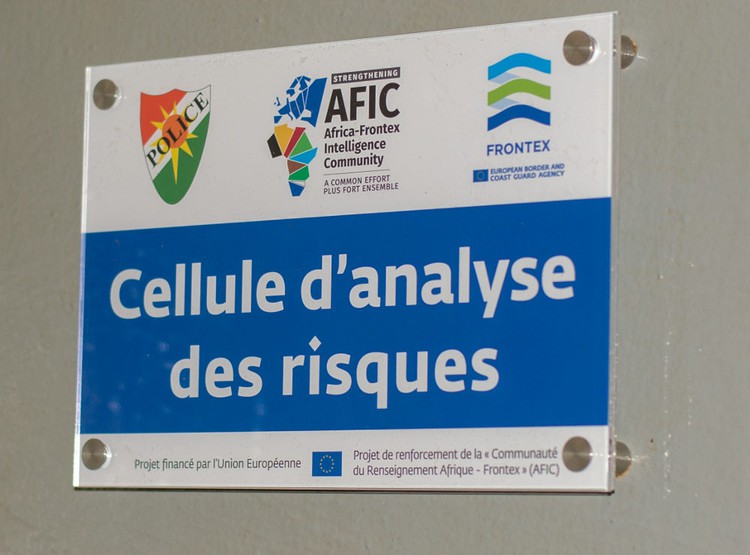 POLICE
STRENGTHENING
AFIC
Africa-Frontex
Intelligence
Community
A COMMON EFFORT
PLUS FORT ENSEMBLE
FRONTEX
EUROPEAN BORDER AND
COAST GUARD AGENCY
Cellule d'analyse
des risques
Projet financé par l'Union Européenne
Projet de renforcement de la « Communauté
du Renseignement Afrique - Frontex » (AFIC)